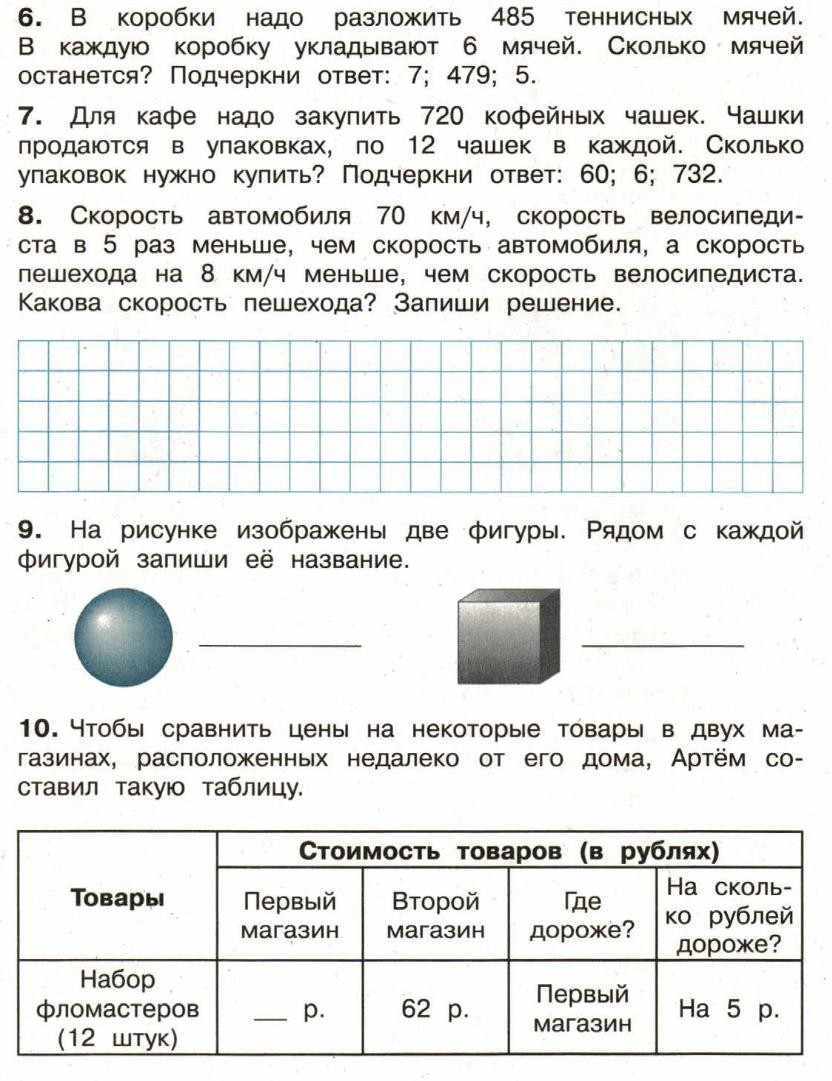 6. В коробки надо разложить 485 теннисных мячей.
В каждую коробку укладывают 6 мячей. Сколько мячей
останется? Подчеркни ответ: 7; 479; 5.
7. Для кафе надо закупить 720 кофейных чашек. Чашки
продаются в упаковках, по 12 чашек в каждой. Сколько
упаковок нужно купить? Подчеркни ответ: 60; 6; 732.
8. Скорость автомобиля 70 км/ч, скорость велосипеди-
ста в 5 раз меньше, чем скорость автомобиля, а скорость
пешехода на 8 км/ч меньше, чем скорость велосипедиста.
Какова скорость пешехода? Запиши решение.
9. На рисунке изображены две фигуры. Рядом с каждой
фигурой запиши её название.
10. Чтобы сравнить цены на некоторые товары в двух ма-
газинах, расположенных недалеко от его дома, Артём со-
ставил такую таблицу.
Товары
Стоимость товаров (в рублях)
Первый
магазин
Второй
магазин
Где
дороже?
На сколь-
ко рублей
дороже?
Набор
фломастеров
(12 штук)
__ р.
62 р.
Первый
магазин
На 5 р.